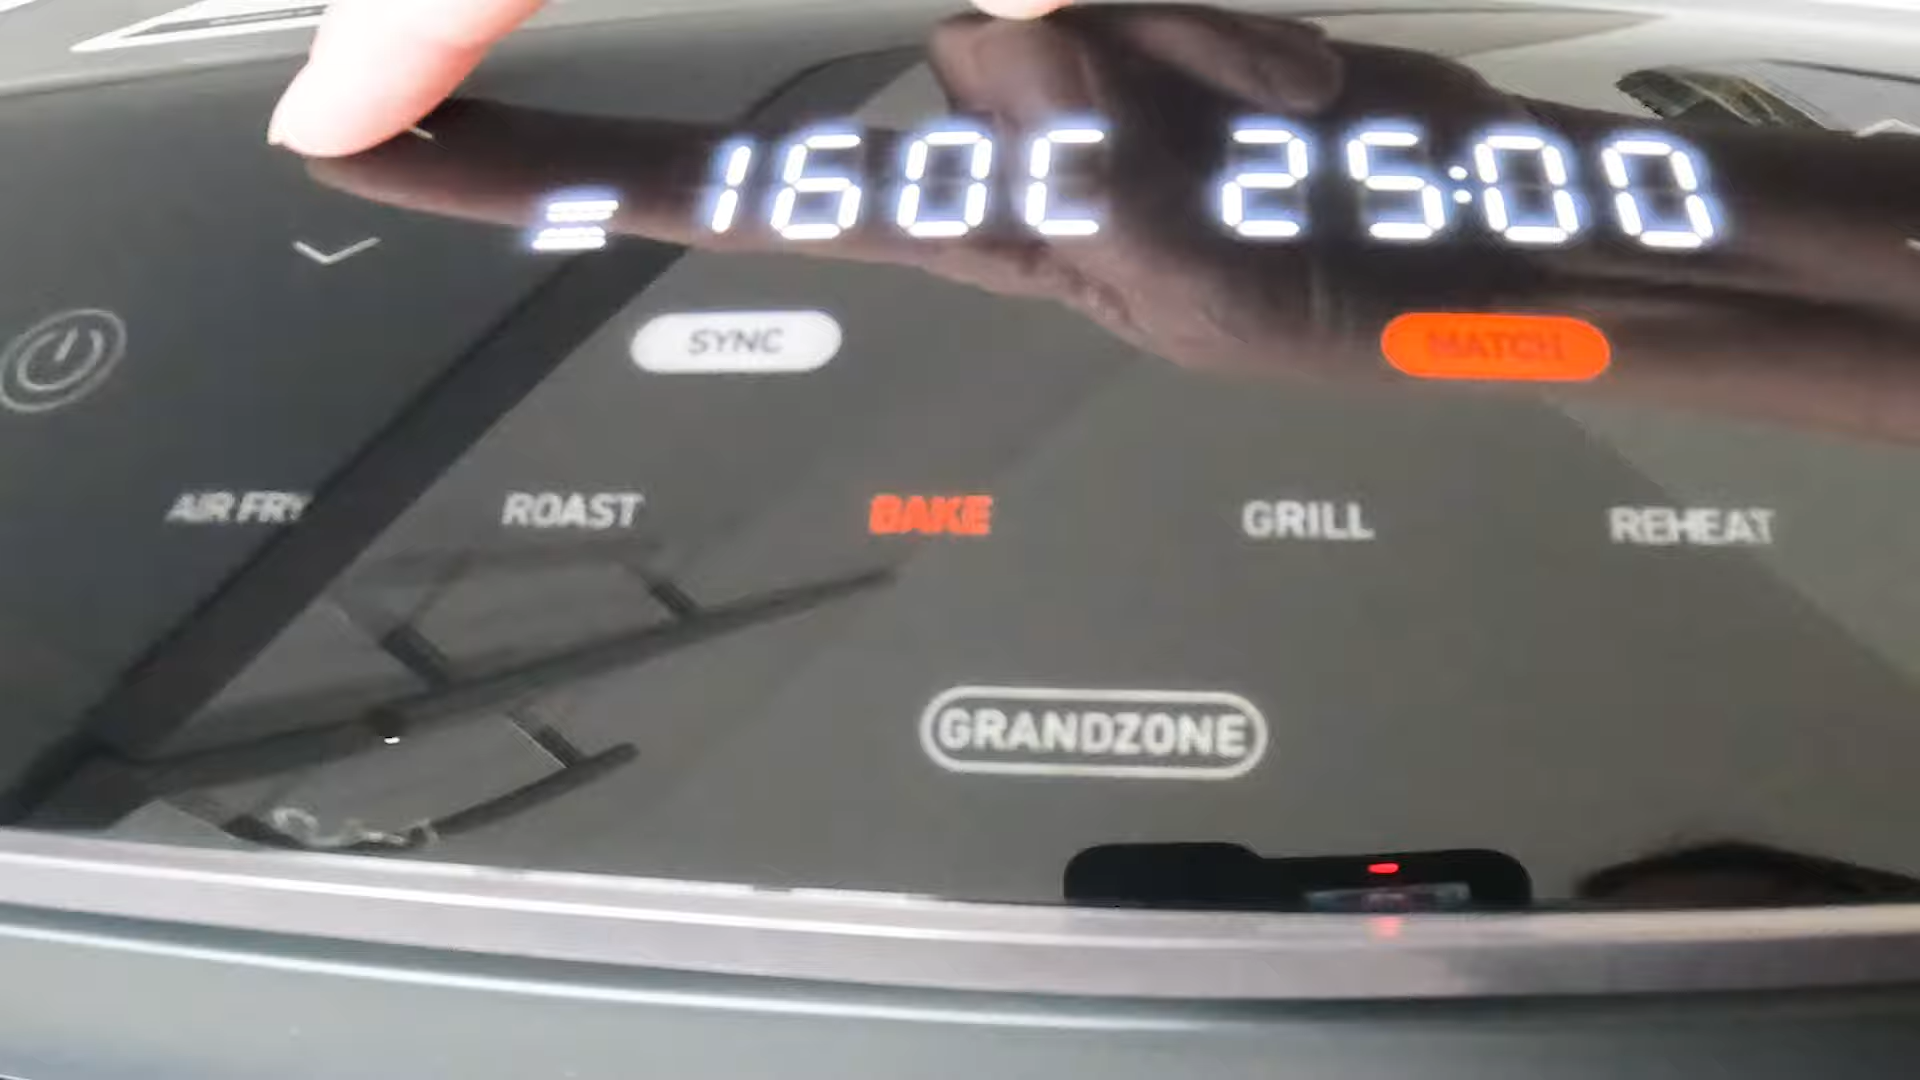 160C 25:00
SYNC MATCH
AIR FRY ROAST BAKE GRILL REHEAT
GRANDZONE